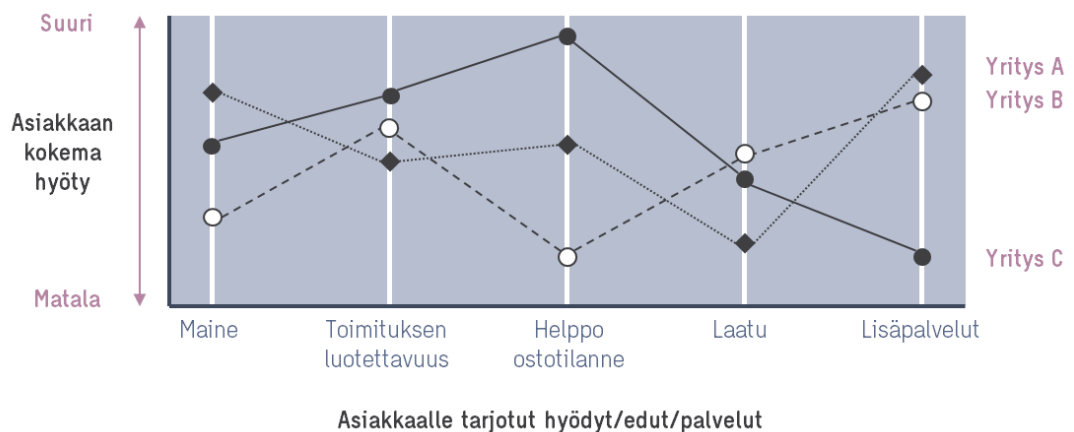 Suuri
Asiakkaan
kokema
hyöty
Matala
Yritys A
Yritys B
Yritys C
Maine
Toimituksen
luotettavuus
Helppo
ostotilanne
Laatu
Lisäpalvelut
Asiakkaalle tarjotut hyödyt/edut/palvelut